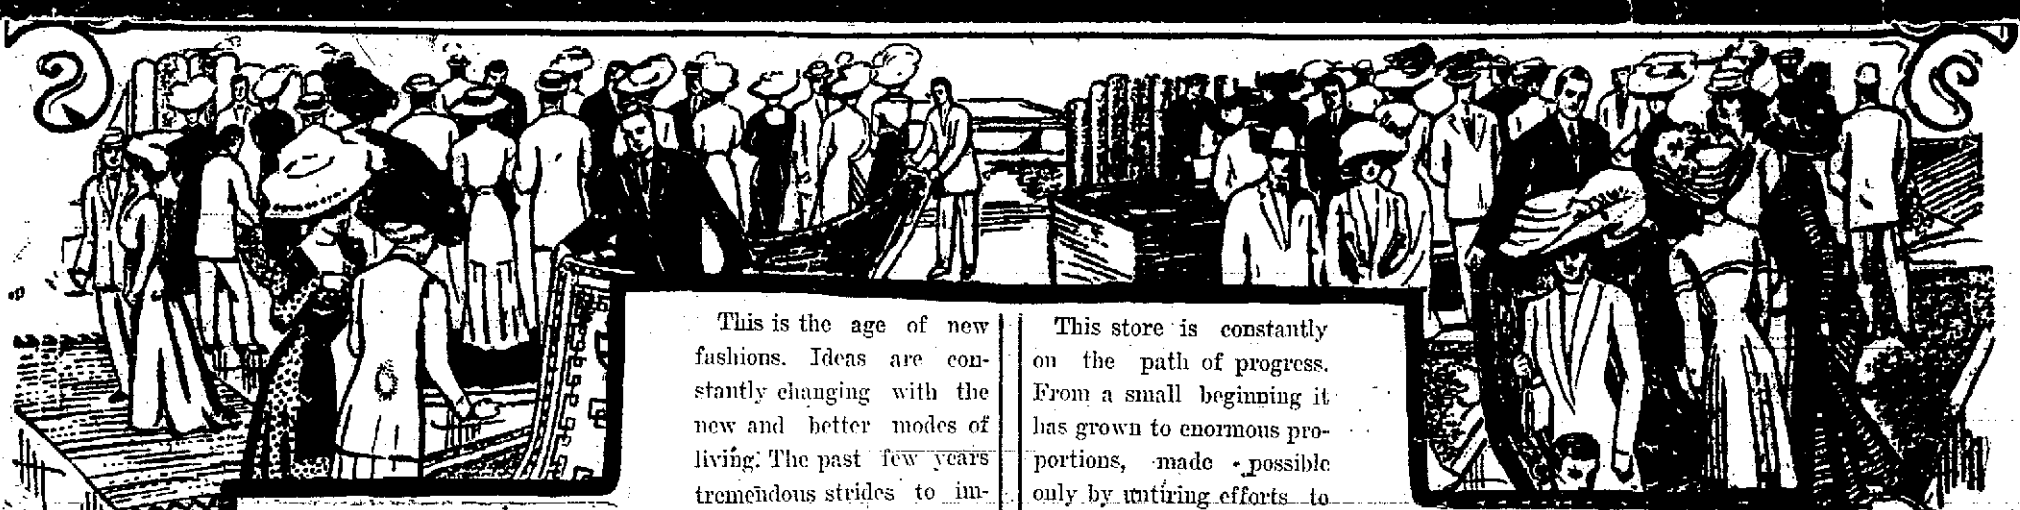 This is the age of new
fashions. Ideas are con-
stantly changing with the
new and better modes of
living. The past few years
tremendous strides to im-
This store is constantly
on the path of progress.
From a small beginning it
has grown to enormous pro-
portions, made possible
only by untiring efforts to